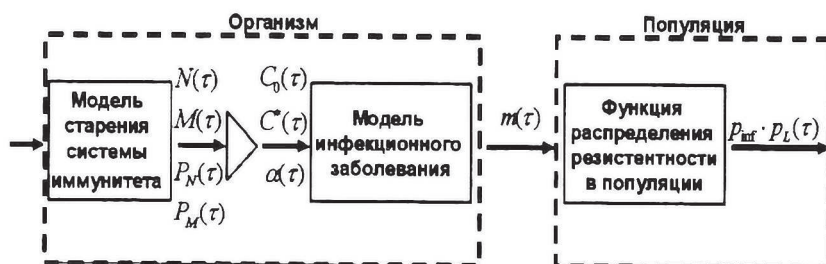 Организм
Популяция
Модель
старения
системы
иммунитета
N(τ)
M(τ)
P_N(τ)
P_M(τ)
C_0(τ)
C*(τ)
α(τ)
Модель
инфекционного
заболевания
m(τ)
Функция
распределения
резистентности
в популяции
p_inf · p_L(τ)